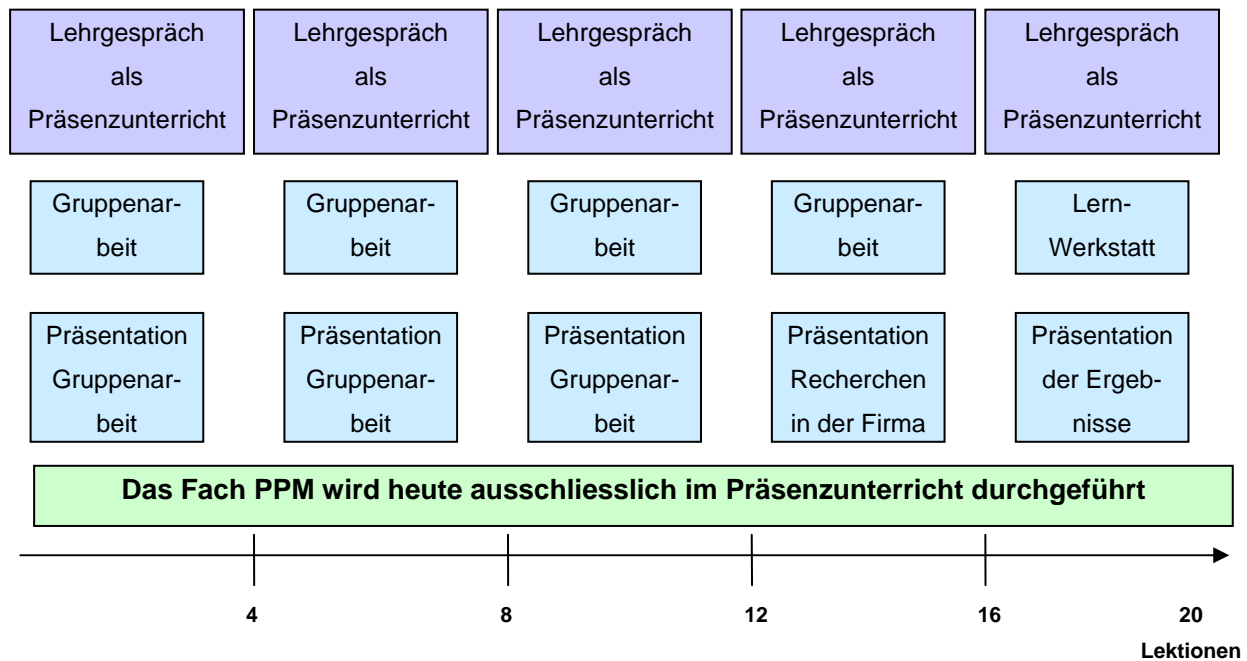 Lehrgespräch
als
Präsenzunterricht
Lehrgespräch
als
Präsenzunterricht
Lehrgespräch
als
Präsenzunterricht
Lehrgespräch
als
Präsenzunterricht
Lehrgespräch
als
Präsenzunterricht
Gruppenar-
beit
Gruppenar-
beit
Gruppenar-
beit
Gruppenar-
beit
Lern-
Werkstatt
Präsentation
Gruppenar-
beit
Präsentation
Gruppenar-
beit
Präsentation
Gruppenar-
beit
Präsentation
Recherchen
in der Firma
Präsentation
der Ergeb-
nisse
Das Fach PPM wird heute ausschliesslich im Präsenzunterricht durchgeführt
4
8
12
16
20
Lektionen